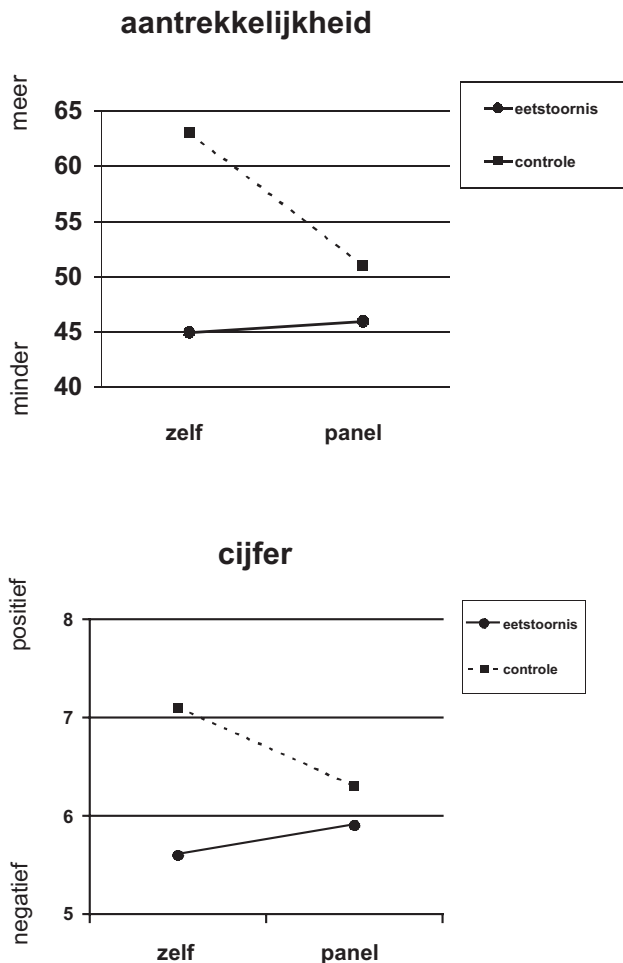 aantrekkelijkheid
meer
minder
65
60
55
50
45
40
zelf panel
eetstoornis
controle
cijfer
positief
negatief
8
7
6
5
zelf panel
eetstoornis
controle